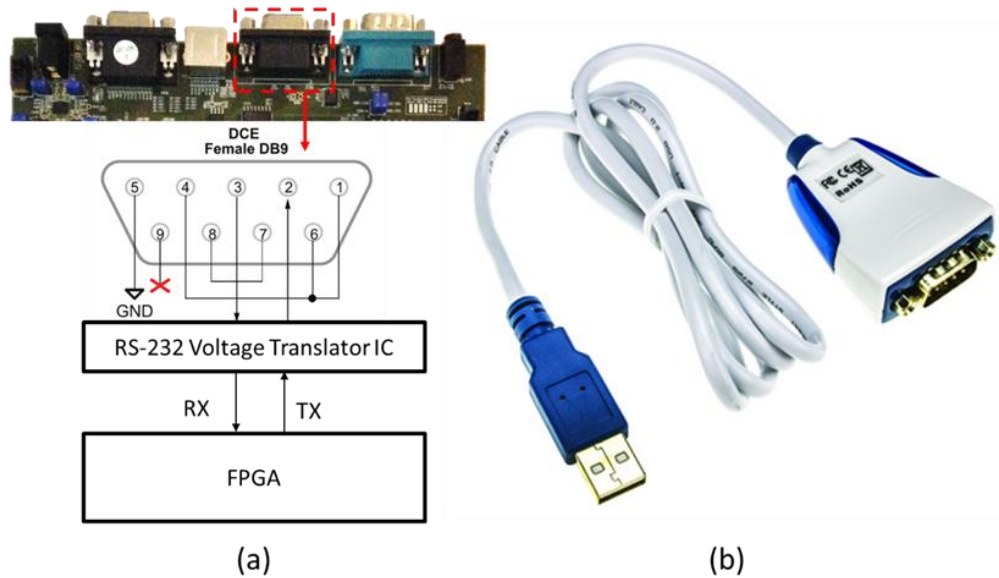 DCE
Female DB9
5 4 3 2 1
9 8 7 6
GND
RS-232 Voltage Translator IC
RX TX
FPGA
CABLE
FC CE
RoHS
(a) (b)